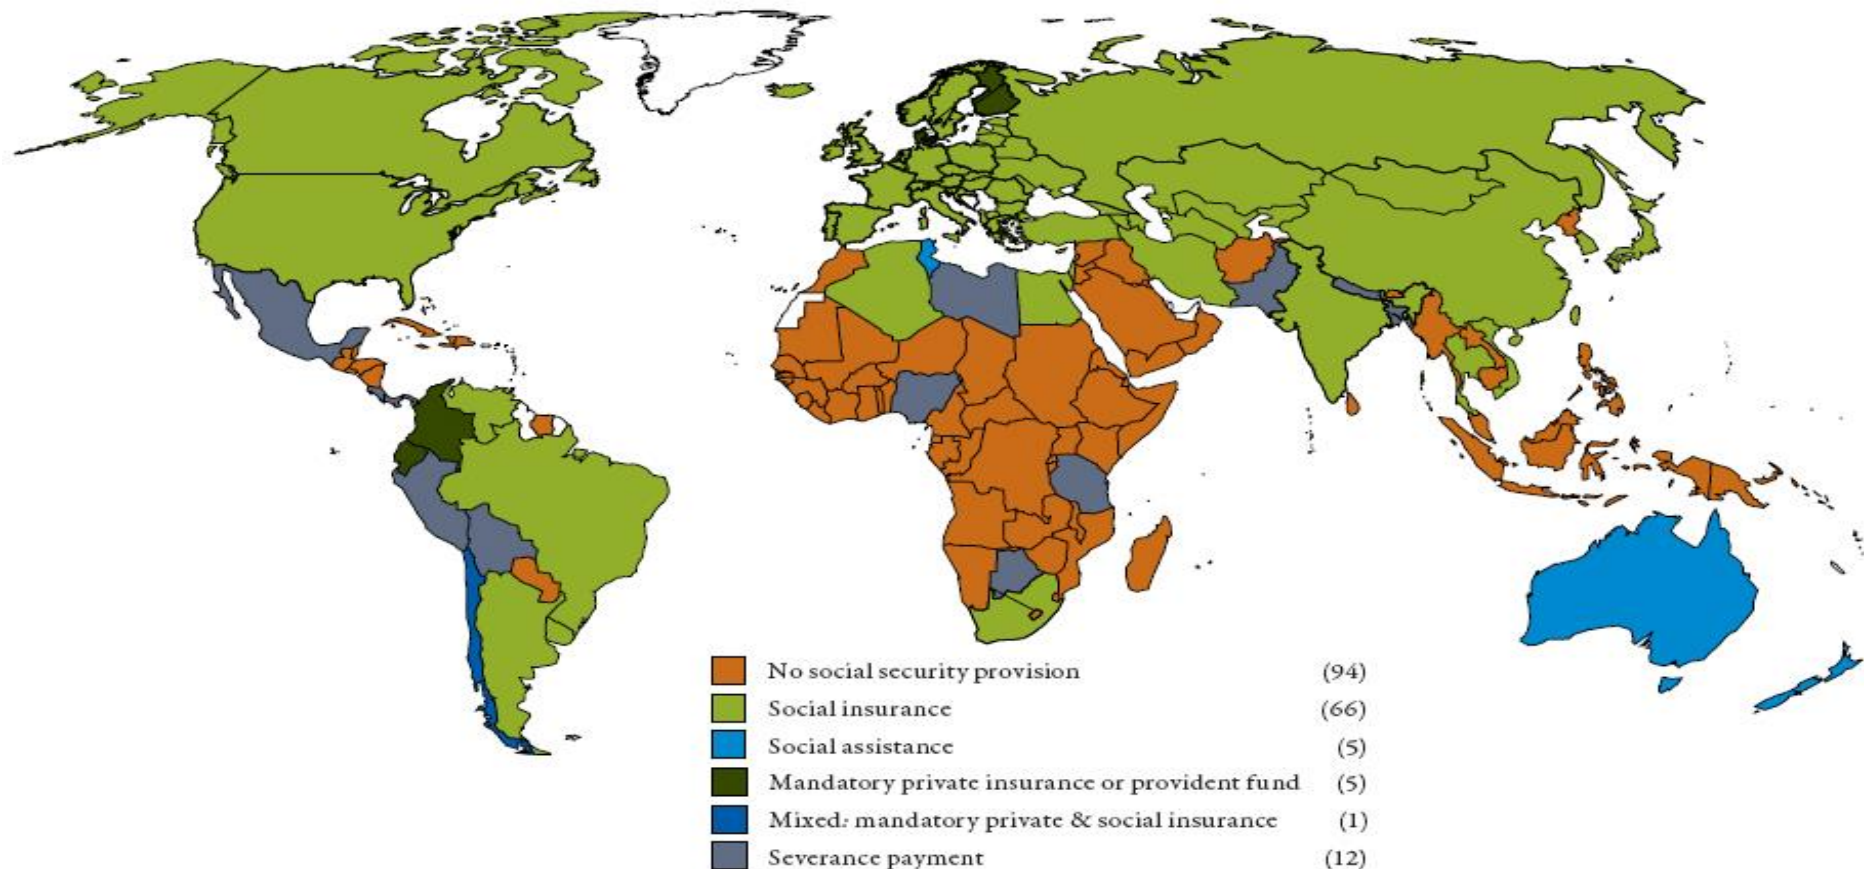 No social security provision (94)
Social insurance (66)
Social assistance (5)
Mandatory private insurance or provident fund (5)
Mixed: mandatory private & social insurance (1)
Severance payment (12)